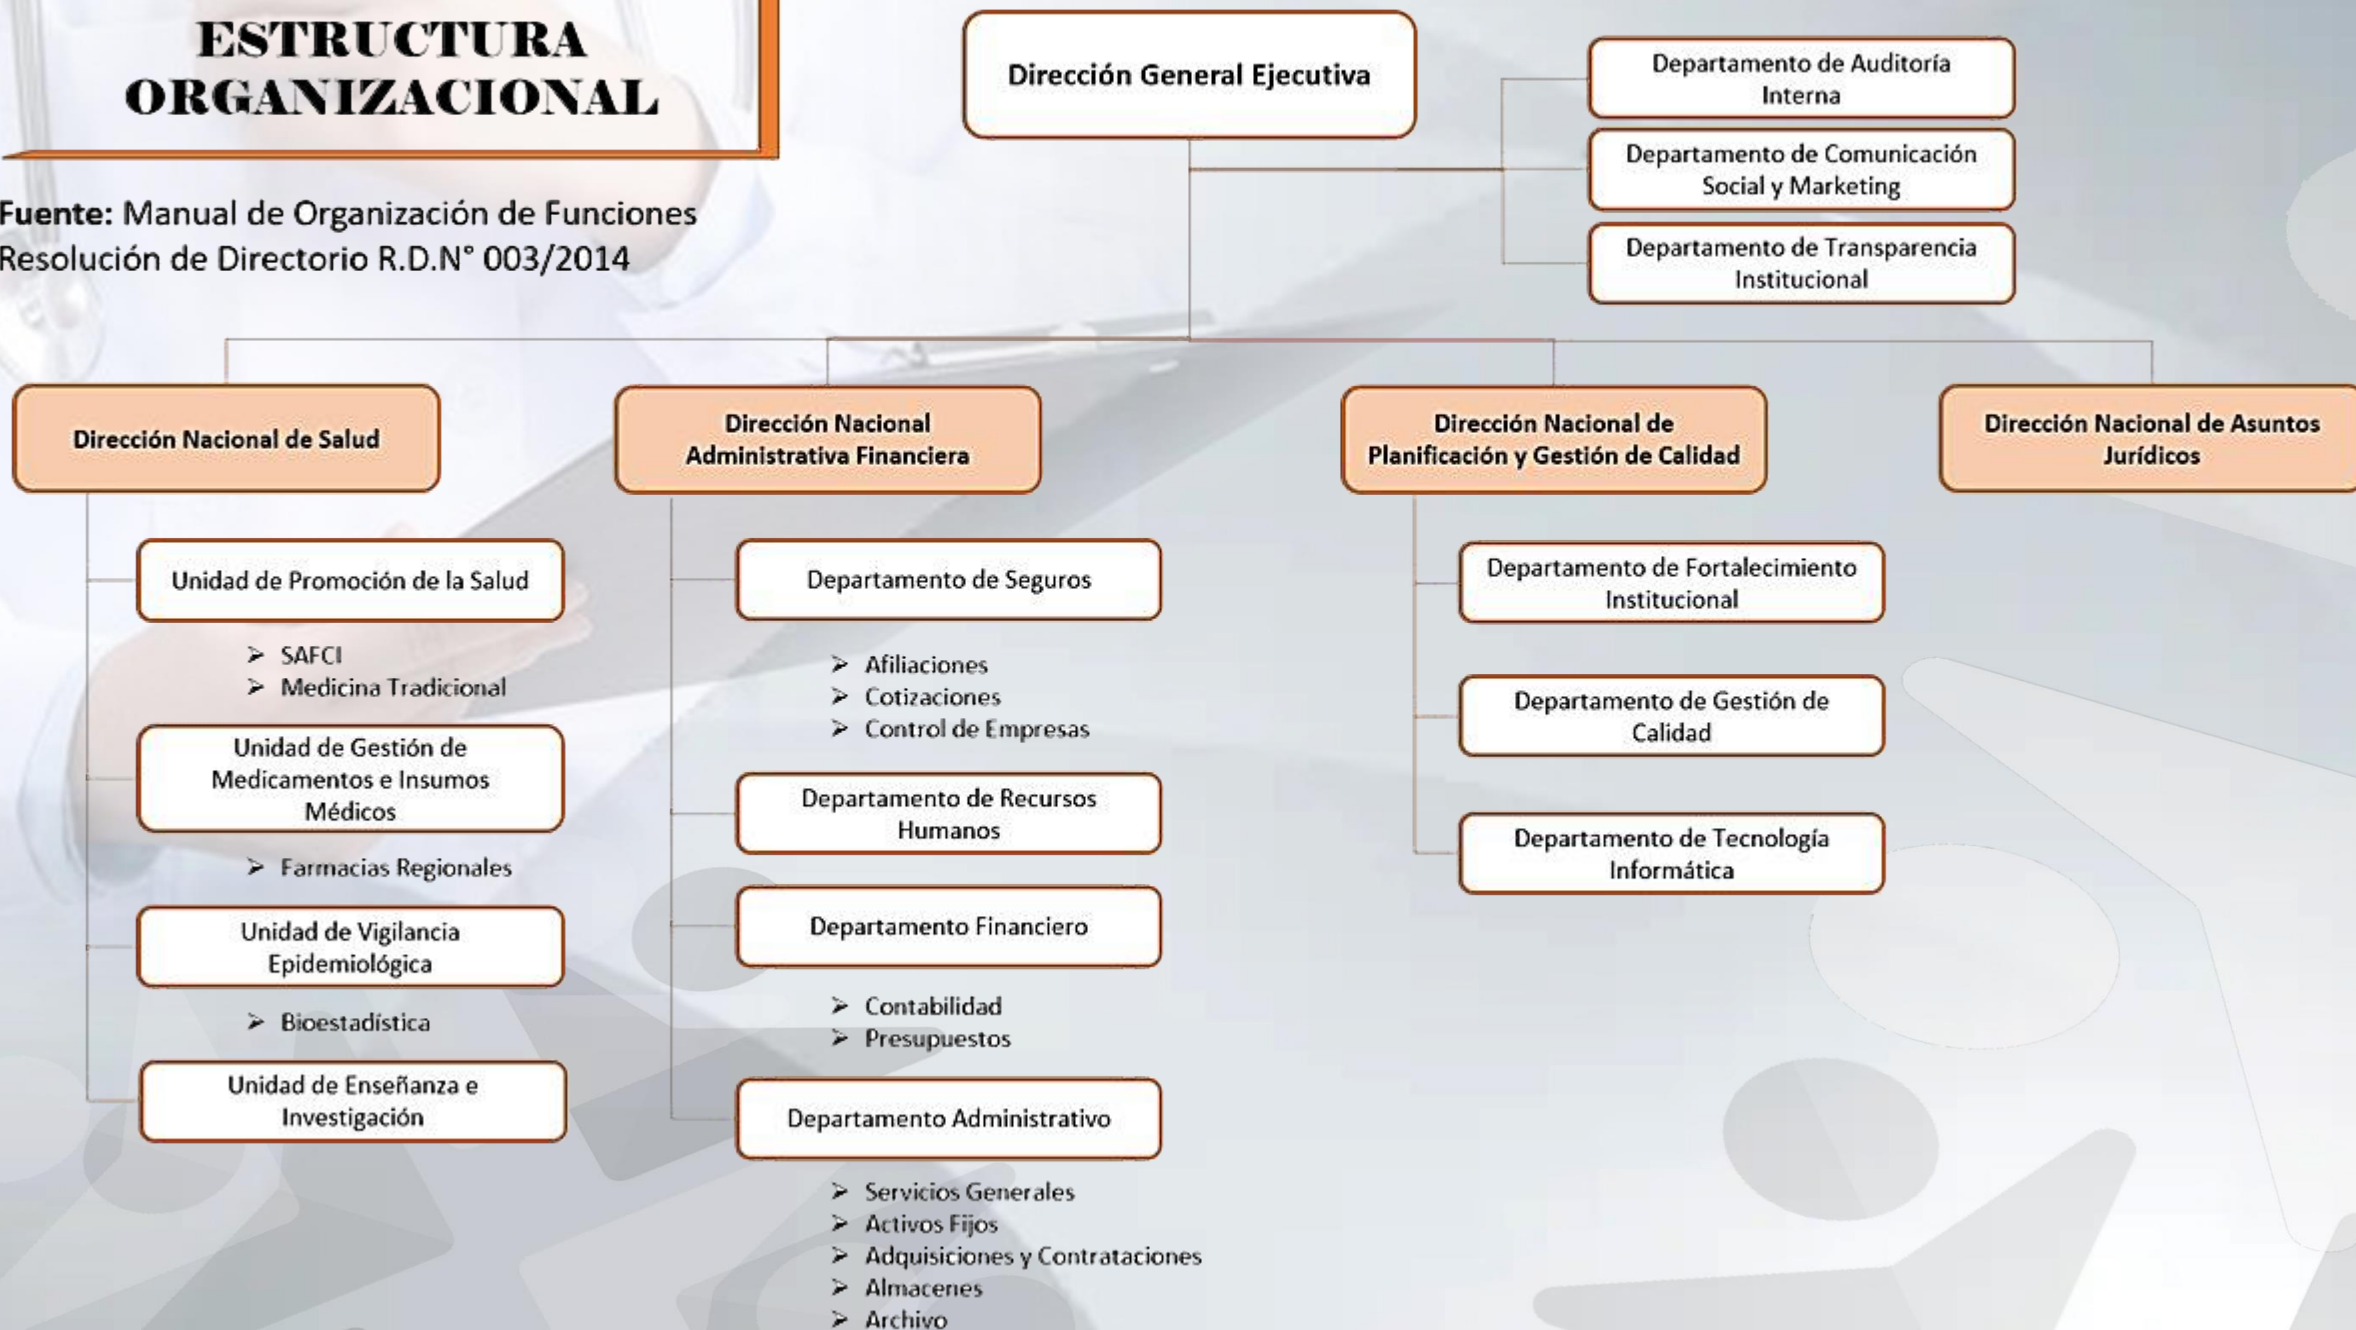 ESTRUCTURA
ORGANIZACIONAL
Fuente: Manual de Organización de Funciones
Resolución de Directorio R.D.N° 003/2014
Dirección General Ejecutiva
Departamento de Auditoría
Interna
Departamento de Comunicación
Social y Marketing
Departamento de Transparencia
Institucional
Dirección Nacional de Salud
Unidad de Promoción de la Salud
➢ SAFCI
➢ Medicina Tradicional
Unidad de Gestión de
Medicamentos e Insumos
Médicos
➢ Farmacias Regionales
Unidad de Vigilancia
Epidemiológica
➢ Bioestadística
Unidad de Enseñanza e
Investigación
Dirección Nacional
Administrativa Financiera
Departamento de Seguros
➢ Afiliaciones
➢ Cotizaciones
➢ Control de Empresas
Departamento de Recursos
Humanos
Departamento Financiero
➢ Contabilidad
➢ Presupuestos
Departamento Administrativo
➢ Servicios Generales
➢ Activos Fijos
➢ Adquisiciones y Contrataciones
➢ Almacenes
➢ Archivo
Dirección Nacional de
Planificación y Gestión de Calidad
Departamento de Fortalecimiento
Institucional
Departamento de Gestión de
Calidad
Departamento de Tecnología
Informática
Dirección Nacional de Asuntos
Jurídicos